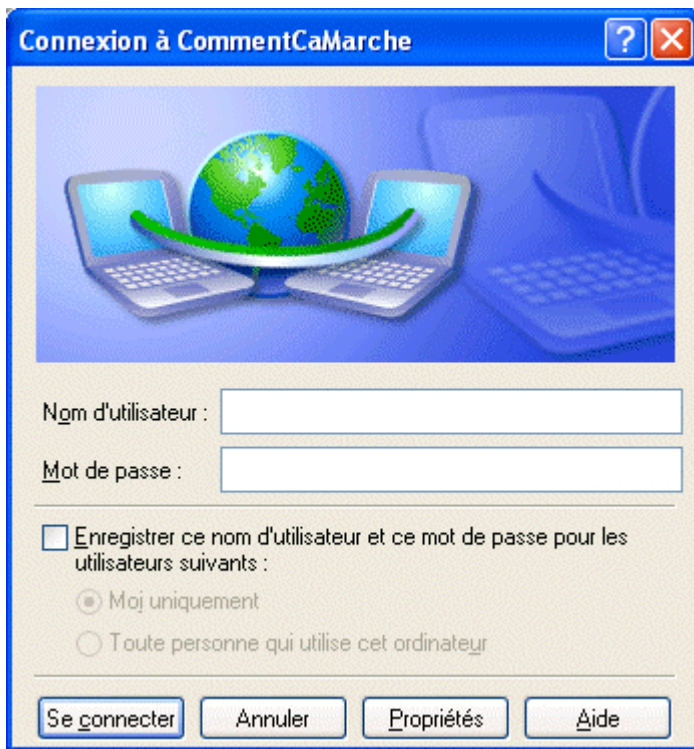 Connexion à CommentCaMarche
Nom d'utilisateur :
Mot de passe :
Enregistrer ce nom d'utilisateur et ce mot de passe pour les
utilisateurs suivants :
Moi uniquement
Toute personne qui utilise cet ordinateur
Se connecter Annuler Propriétés Aide